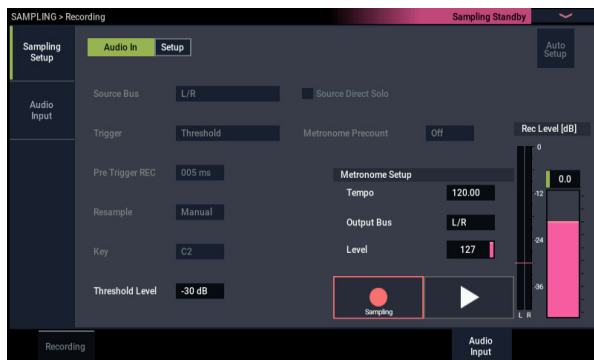 SAMPLING > Recording
Sampling Standby
Sampling
Setup
Audio In
Setup
Auto
Setup
Audio
Input
Source Bus
L/R
Source Direct Solo
Trigger
Threshold
Metronome Precount
Off
Rec Level [dB]
0
Pre Trigger REC
005 ms
Metronome Setup
0.0
Tempo
120.00
-12
Resample
Manual
Output Bus
L/R
Key
C2
Level
127
-24
Threshold Level
-30 dB
-36
Sampling
L R
Recording
Audio
Input